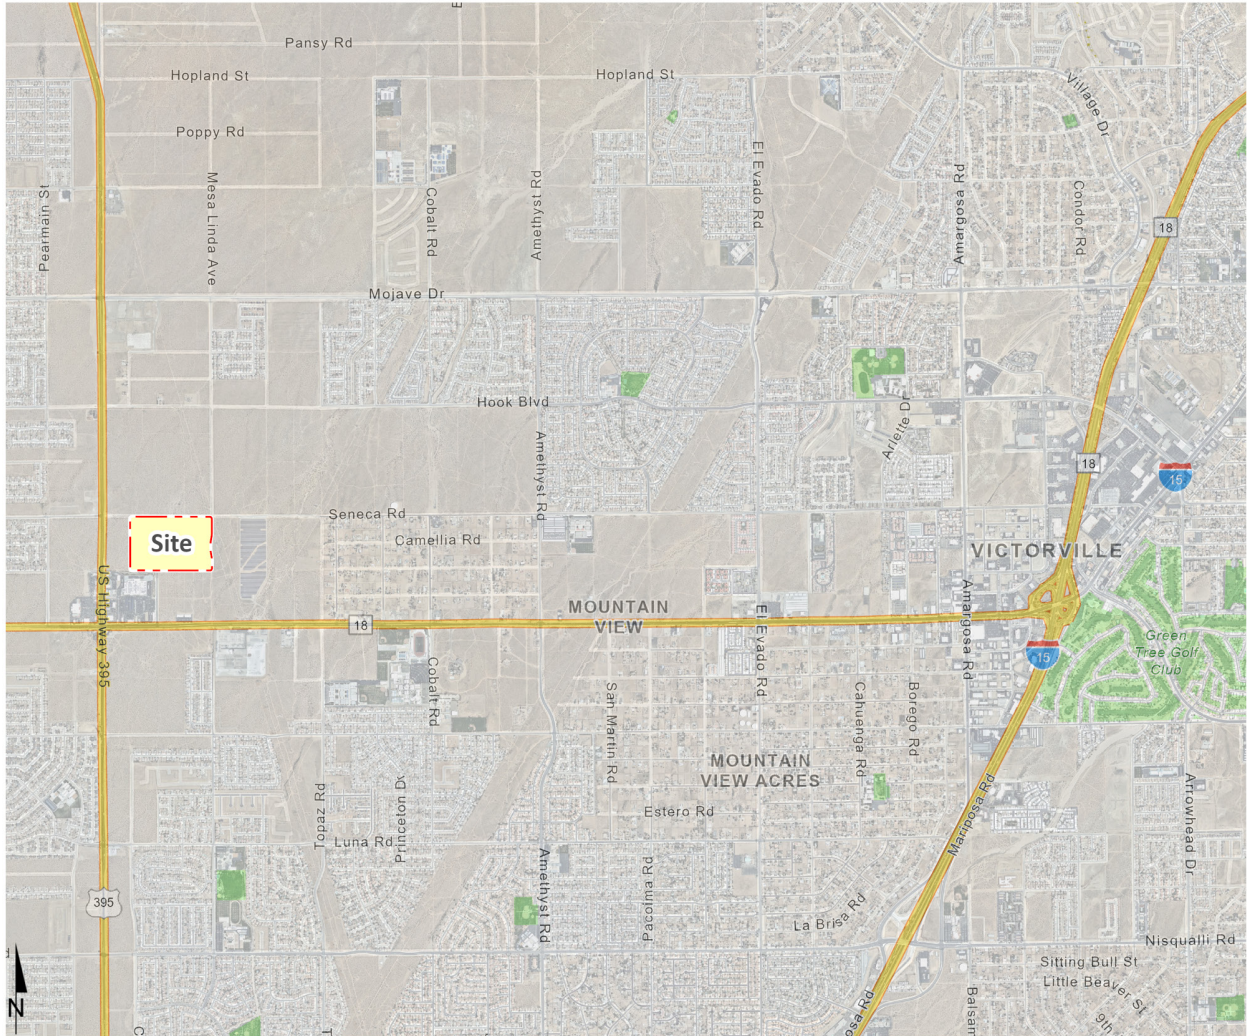 Pansy Rd
Hopland St
Hopland St
Village Dr
Poppy Rd
El Evado Rd
Amargosa Rd
Pearmain St
Mesa Linda Ave
Cobalt Rd
Amethyst Rd
Condor Rd
18
Mojave Dr
Hook Blvd
Arlette Dr
Amethyst Rd
18
15
Seneca Rd
Site
Camellia Rd
VICTORVILLE
US Highway 395
MOUNTAIN
VIEW
18
El Evado Rd
Amargosa Rd
15
Green
Tree Golf
Club
Cobalt Rd
San Martin Rd
Cahuenga Rd
Borego Rd
MOUNTAIN
VIEW ACRES
Topaz Rd
Princeton Dr
Estero Rd
Mariposa Rd
Arrowhead Dr
Luna Rd
Amethyst Rd
Pacoima Rd
395
La Brisa Rd
Nisqualli Rd
Sitting Bull St
Little Beaver St
9th
Balsam
osa Rd
N